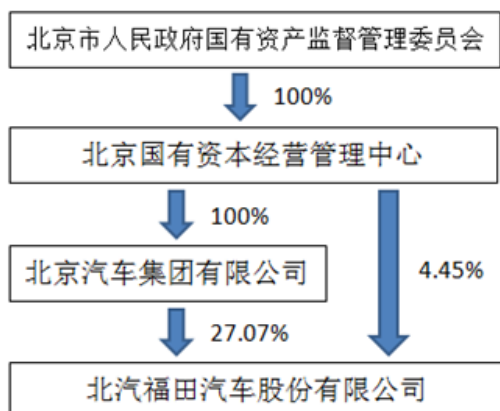 北京市人民政府国有资产监督管理委员会
100%
北京国有资本经营管理中心
100%
北京汽车集团有限公司
4.45%
27.07%
北汽福田汽车股份有限公司